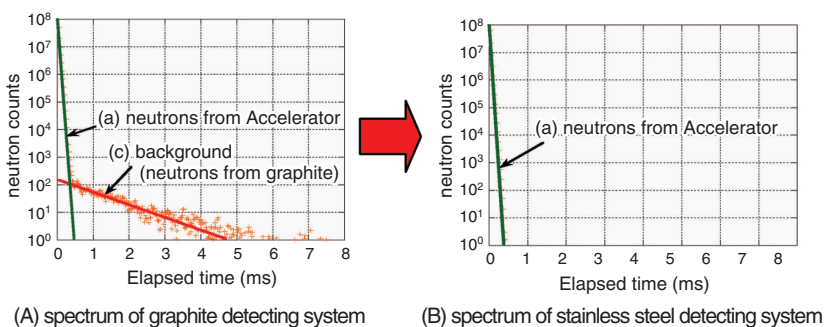 10⁸
10⁷
10⁶
10⁵
10⁴
10³
10²
10¹
10⁰
neutron counts
(a) neutrons from Accelerator
(c) background
(neutrons from graphite)
0 1 2 3 4 5 6 7 8
Elapsed time (ms)
(A) spectrum of graphite detecting system
10⁸
10⁷
10⁶
10⁵
10⁴
10³
10²
10¹
10⁰
neutron counts
(a) neutrons from Accelerator
0 1 2 3 4 5 6 7 8
Elapsed time (ms)
(B) spectrum of stainless steel detecting system